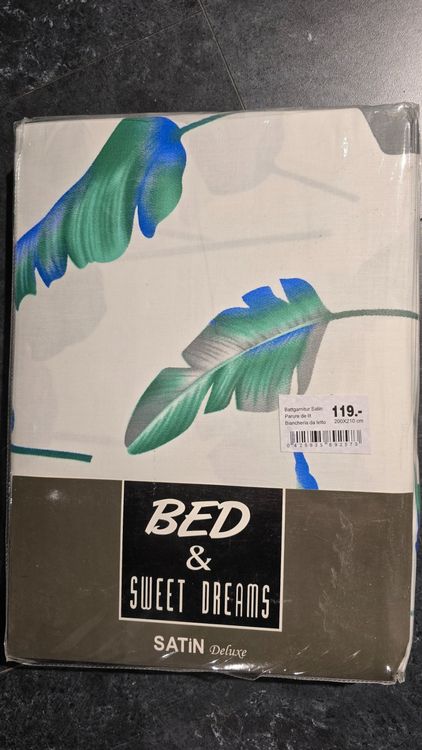 Bettgarnitur Satin 119.-
Parure de lit
Biancheria da letto 200X210 cm
BED
&
SWEET DREAMS
SATiN Deluxe